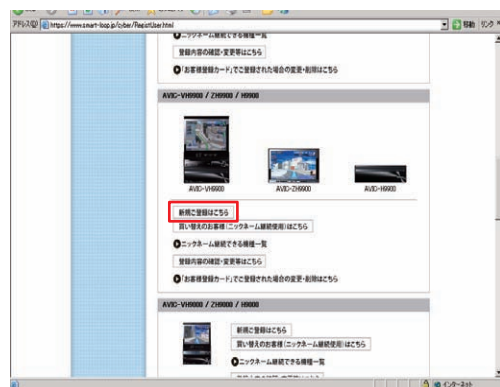 アドレス(D) https://www.smart-loop.jp/cyber/RegistUser.html 移動 リンク
ニックネーム継続できる機種一覧
登録内容の確認・変更等はこちら
「お客様登録カード」でご登録された場合の変更・削除はこちら
AVIC-VH9900 / ZH9900 / H9900
AVIC-VH9900 AVIC-ZH9900 AVIC-H9900
新規ご登録はこちら
買い替えのお客様(ニックネーム継続使用)はこちら
ニックネーム継続できる機種一覧
登録内容の確認・変更等はこちら
「お客様登録カード」でご登録された場合の変更・削除はこちら
AVIC-VH9000 / ZH9000 / H9000
新規ご登録はこちら
買い替えのお客様(ニックネーム継続使用)はこちら
ニックネーム継続できる機種一覧
インターネット